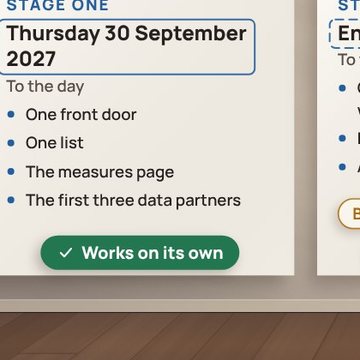 STAGE ONE
Thursday 30 September
2027
To the day
One front door
One list
The measures page
The first three data partners
Works on its own
To